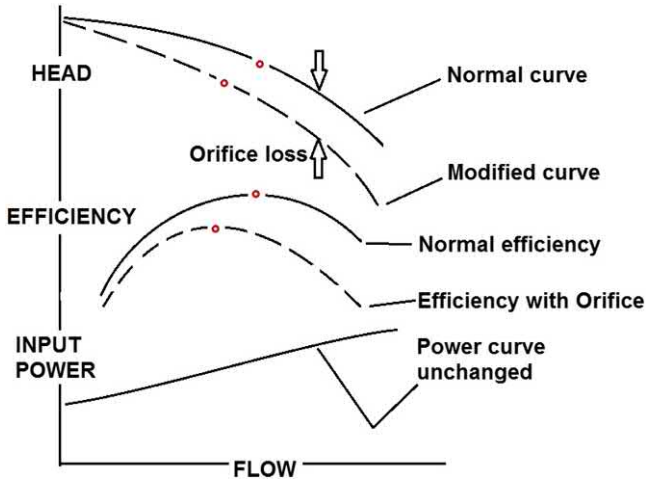 HEAD
Normal curve
Orifice loss
Modified curve
EFFICIENCY
Normal efficiency
Efficiency with Orifice
INPUT
POWER
Power curve
unchanged
FLOW